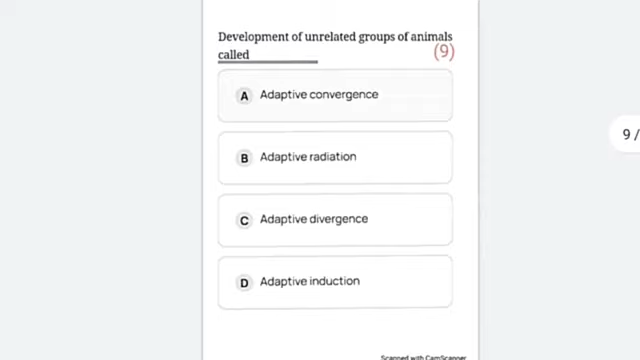 Development of unrelated groups of animals
called
(9)
A Adaptive convergence
9 /
B Adaptive radiation
C Adaptive divergence
D Adaptive induction
Scanned with CamScanner